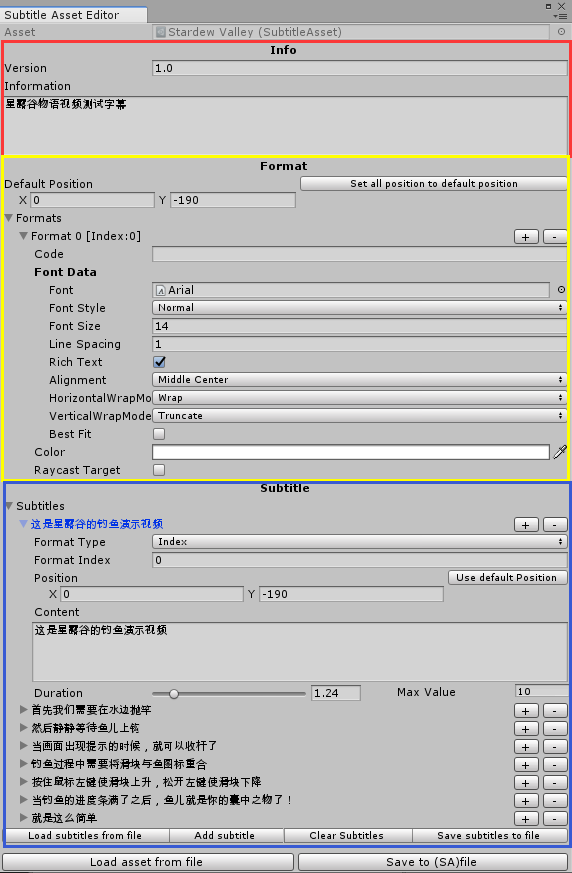 Subtitle Asset Editor
Asset Stardew Valley (SubtitleAsset)
Info
Version 1.0
Information
星露谷物语视频测试字幕
Format
Default Position Set all position to default position
X 0 Y -190
Formats
Format 0 [Index:0] + -
Code
Font Data
Font Arial
Font Style Normal
Font Size 14
Line Spacing 1
Rich Text
Alignment Middle Center
HorizontalWrapMo Wrap
VerticalWrapMode Truncate
Best Fit
Color
Raycast Target
Subtitle
Subtitles
这是星露谷的钓鱼演示视频 + -
Format Type Index
Format Index 0
Position Use default Position
X 0 Y -190
Content
这是星露谷的钓鱼演示视频
Duration 1.24 Max Value 10
首先我们需要在水边抛竿 + -
然后静静等待鱼儿上钩 + -
当画面出现提示的时候，就可以收杆了 + -
钓鱼过程中需要将滑块与鱼图标重合 + -
按住鼠标左键使滑块上升，松开左键使滑块下降 + -
当钓鱼的进度条满了之后，鱼儿就是你的囊中之物了！ + -
就是这么简单 + -
Load subtitles from file Add subtitle Clear Subtitles Save subtitles to file
Load asset from file Save to (SA)file